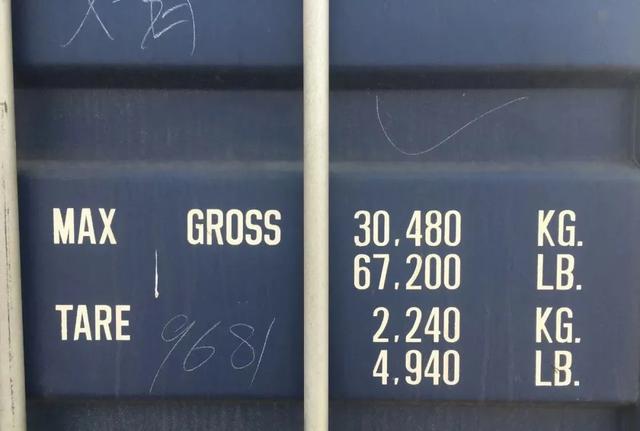 MAX GROSS 30,480 KG.
67,200 LB.
TARE 2,240 KG.
4,940 LB.
9681